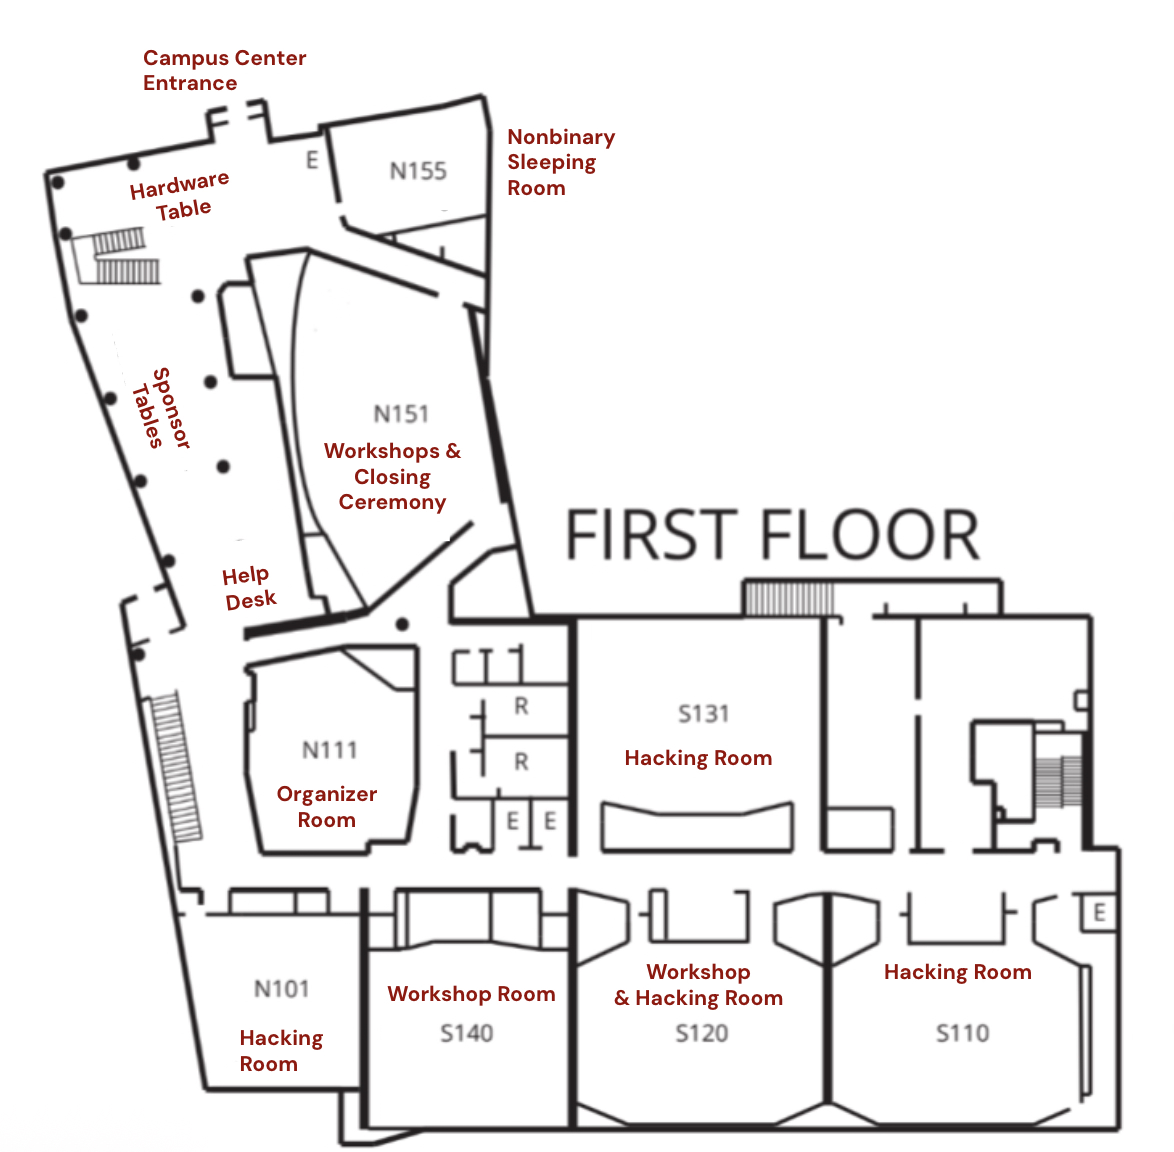 Campus Center
Entrance
E
N155
Nonbinary
Sleeping
Room
Hardware
Table
Sponsor
Tables
N151
Workshops &
Closing
Ceremony
FIRST FLOOR
Help
Desk
R
S131
N111
R
Hacking Room
Organizer
Room
E E
E
N101
Workshop Room
Workshop
& Hacking Room
Hacking Room
Hacking
Room
S140
S120
S110